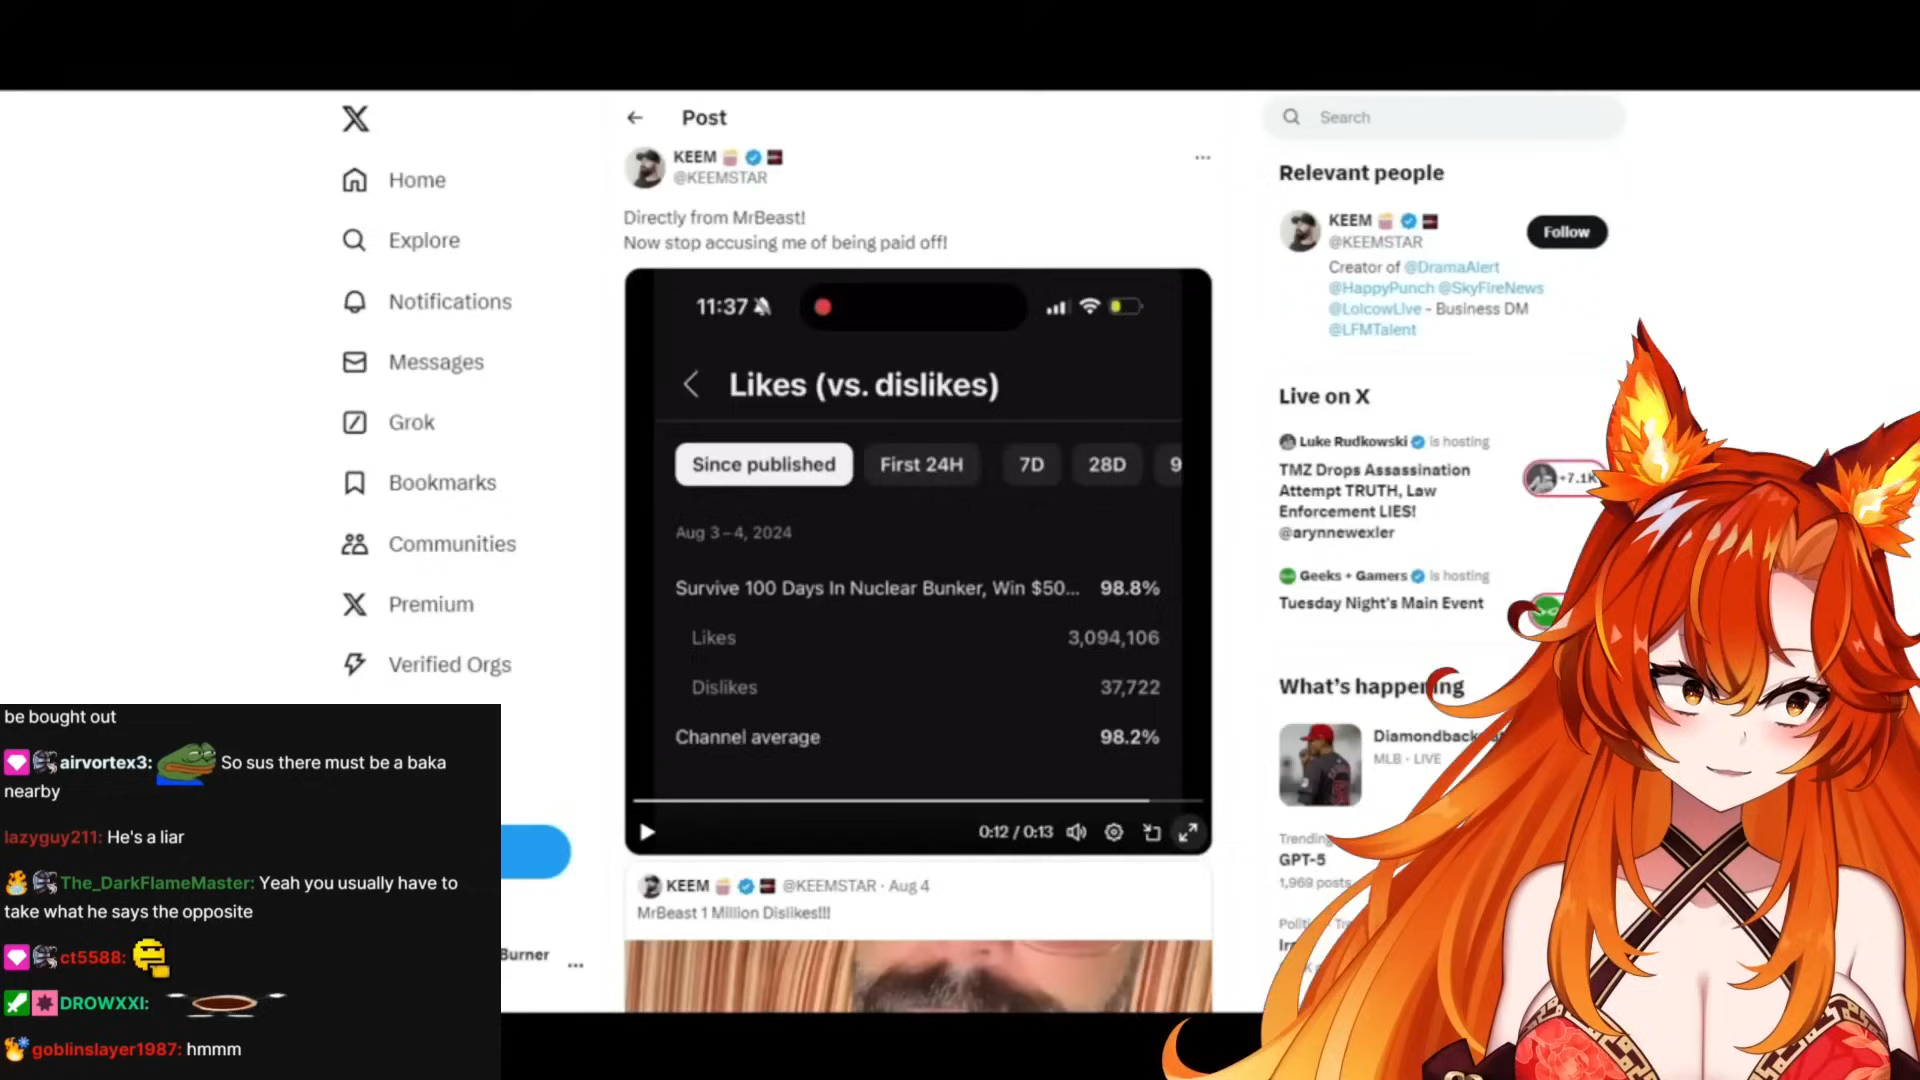 Home
Explore
Notifications
Messages
Grok
Bookmarks
Communities
Premium
Verified Orgs
Burner
Post
KEEM
@KEEMSTAR
Directly from MrBeast!
Now stop accusing me of being paid off!
11:37
Likes (vs. dislikes)
Since published
First 24H
7D
28D
9
Aug 3 – 4, 2024
Survive 100 Days In Nuclear Bunker, Win $50... 98.8%
Likes 3,094,106
Dislikes 37,722
Channel average 98.2%
0:12 / 0:13
KEEM @KEEMSTAR · Aug 4
MrBeast 1 Million Dislikes!!!
Search
Relevant people
KEEM
@KEEMSTAR
Follow
Creator of @DramaAlert
@HappyPunch @SkyFireNews
@LolcowLive - Business DM
@LFMTalent
Live on X
Luke Rudkowski is hosting
TMZ Drops Assassination
Attempt TRUTH, Law
Enforcement LIES!
@arynnewexler
+7.1K
Geeks + Gamers is hosting
Tuesday Night's Main Event
What's happening
Diamondback
MLB · LIVE
Trending
GPT-5
1,969 posts
be bought out
airvortex3: So sus there must be a baka
nearby
lazyguy211: He's a liar
The_DarkFlameMaster: Yeah you usually have to
take what he says the opposite
ct5588:
DROWXXI:
goblinslayer1987: hmmm